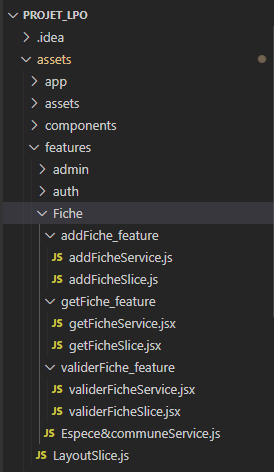 PROJET_LPO
.idea
assets
app
assets
components
features
admin
auth
Fiche
addFiche_feature
JS addFicheService.js
JS addFicheSlice.js
getFiche_feature
JS getFicheService.jsx
JS getFicheSlice.jsx
validerFiche_feature
JS validerFicheService.jsx
JS validerFicheSlice.jsx
JS Espece&communeService.js
JS LayoutSlice.js